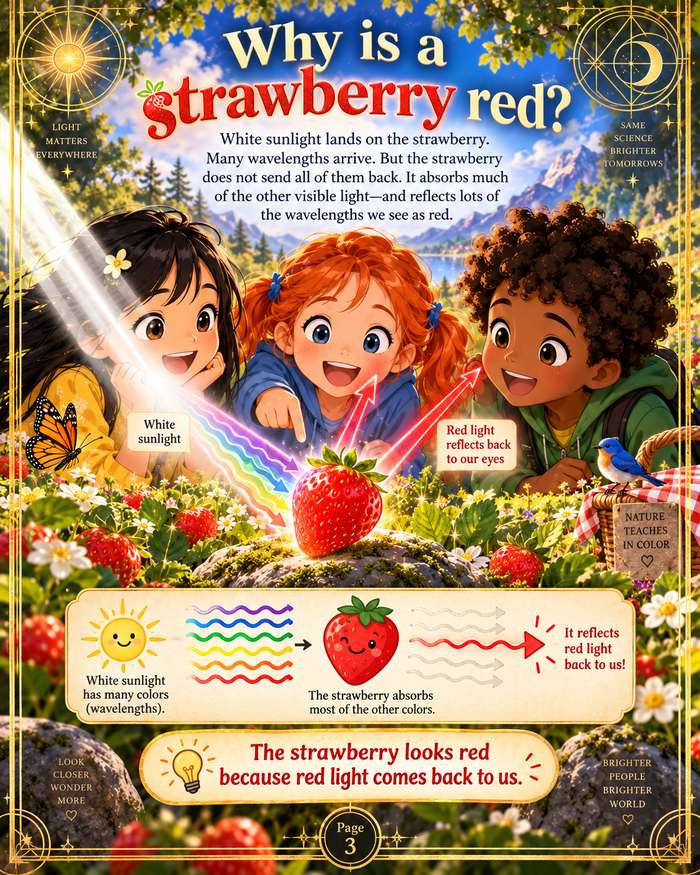 Why is a
strawberry red?
LIGHT
MATTERS
EVERYWHERE
SAME
SCIENCE
BRIGHTER
TOMORROWS
White sunlight lands on the strawberry.
Many wavelengths arrive. But the strawberry
does not send all of them back. It absorbs much
of the other visible light—and reflects lots of
the wavelengths we see as red.
White
sunlight
Red light
reflects back
to our eyes
NATURE
TEACHES
IN COLOR
White sunlight
has many colors
(wavelengths).
The strawberry absorbs
most of the other colors.
It reflects
red light
back to us!
The strawberry looks red
because red light comes back to us.
LOOK
CLOSER
WONDER
MORE
BRIGHTER
PEOPLE
BRIGHTER
WORLD
Page
3